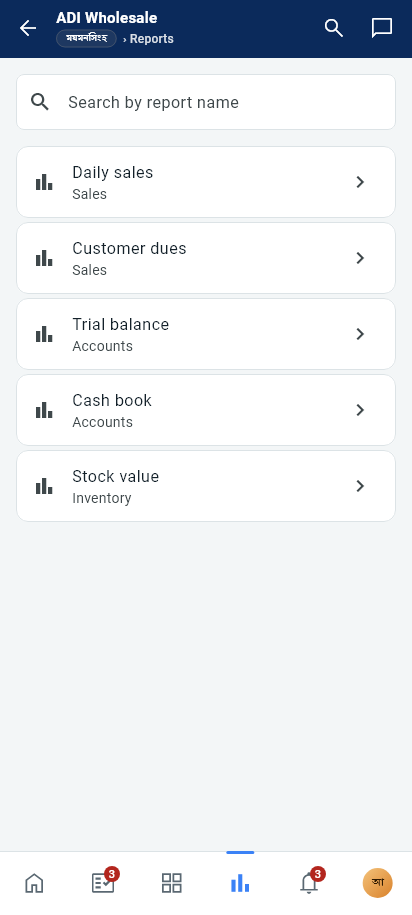 ADI Wholesale
ময়মনসিংহ › Reports
Search by report name
Daily sales
Sales
Customer dues
Sales
Trial balance
Accounts
Cash book
Accounts
Stock value
Inventory
3
3
আ